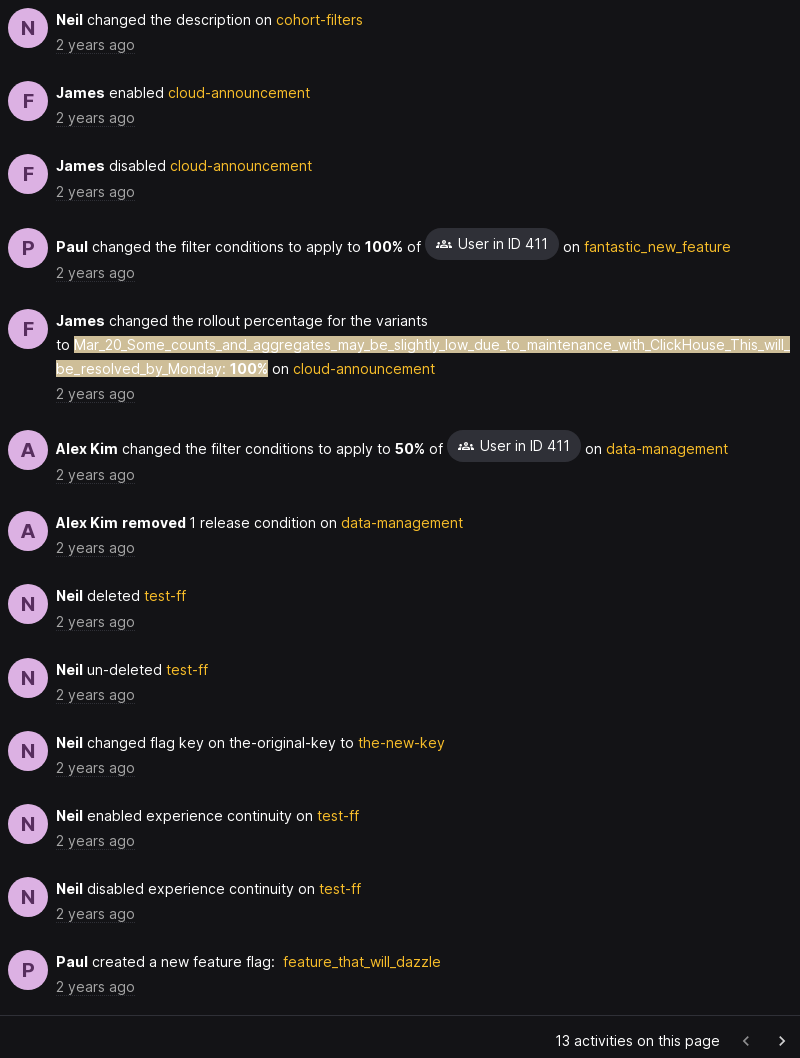 N
Neil changed the description on cohort-filters
2 years ago
F
James enabled cloud-announcement
2 years ago
F
James disabled cloud-announcement
2 years ago
P
Paul changed the filter conditions to apply to 100% of User in ID 411 on fantastic_new_feature
2 years ago
F
James changed the rollout percentage for the variants
to Mar_20_Some_counts_and_aggregates_may_be_slightly_low_due_to_maintenance_with_ClickHouse_This_will_
be_resolved_by_Monday: 100% on cloud-announcement
2 years ago
A
Alex Kim changed the filter conditions to apply to 50% of User in ID 411 on data-management
2 years ago
A
Alex Kim removed 1 release condition on data-management
2 years ago
N
Neil deleted test-ff
2 years ago
N
Neil un-deleted test-ff
2 years ago
N
Neil changed flag key on the-original-key to the-new-key
2 years ago
N
Neil enabled experience continuity on test-ff
2 years ago
N
Neil disabled experience continuity on test-ff
2 years ago
P
Paul created a new feature flag: feature_that_will_dazzle
2 years ago
13 activities on this page